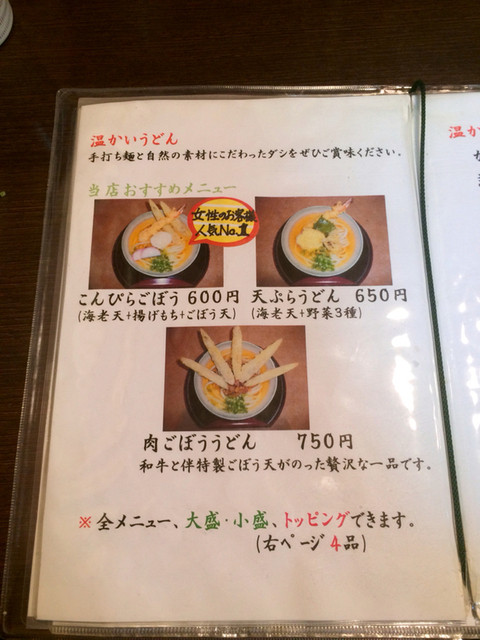 温かいうどん
手打ち麺と自然の素材にこだわったダシをぜひご賞味ください。
当店おすすめメニュー
女性のお客様
人気No.1
こんぴらごぼう 600円
(海老天+揚げもち+ごぼう天)
天ぷらうどん 650円
(海老天+野菜3種)
肉ごぼううどん 750円
和牛と伴特製ごぼう天がのった贅沢な一品です。
※ 全メニュー、大盛・小盛、トッピングできます。
(右ページ 4品)
温か